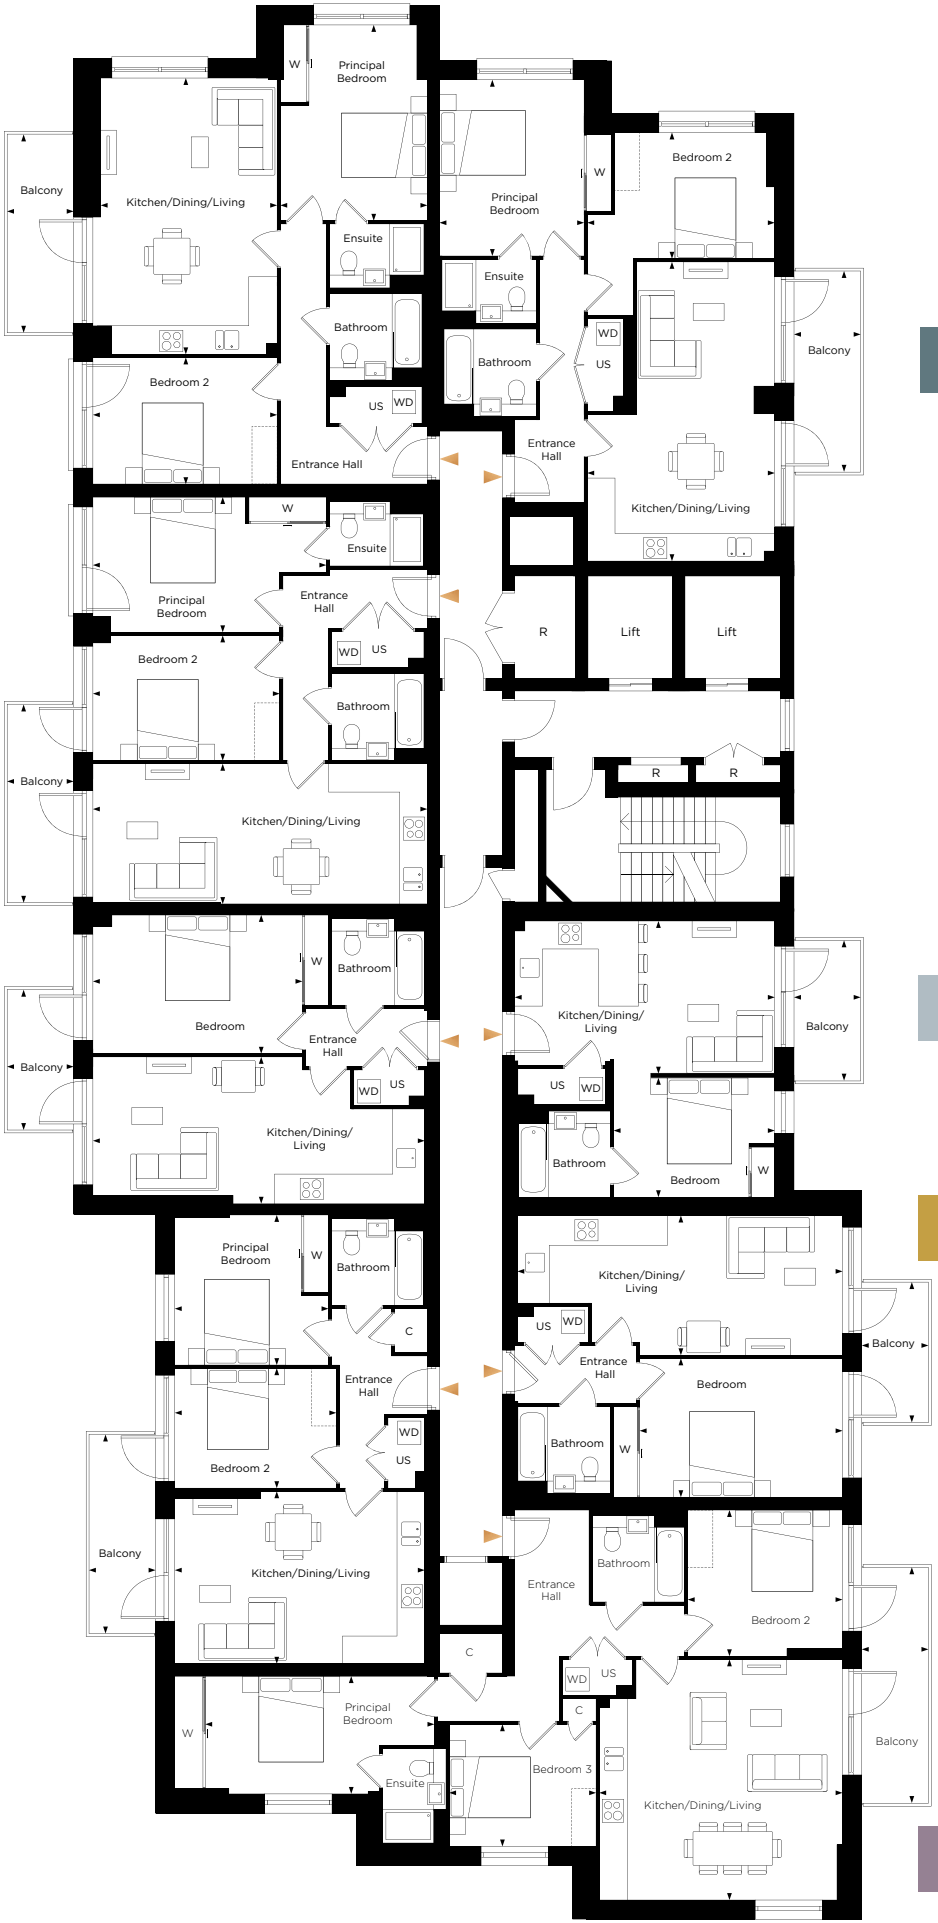 W
Principal
Bedroom
Balcony
Kitchen/Dining/Living
Ensuite
Bathroom
Bedroom 2
US
WD
Entrance Hall
Principal
Bedroom
W
Bedroom 2
Ensuite
Bathroom
WD
US
Balcony
Entrance
Hall
Kitchen/Dining/Living
W
Ensuite
Principal
Bedroom
Entrance
Hall
WD
US
Bedroom 2
Bathroom
Balcony
Kitchen/Dining/Living
R
Lift
Lift
R
R
W
Bathroom
Bedroom
Entrance
Hall
Balcony
WD
US
Kitchen/Dining/
Living
Kitchen/Dining/
Living
Balcony
US
WD
Bathroom
Bedroom
W
Principal
Bedroom
W
Bathroom
C
Entrance
Hall
WD
US
Bedroom 2
Balcony
Kitchen/Dining/Living
Kitchen/Dining/
Living
US
WD
Entrance
Hall
Balcony
Bedroom
Bathroom
W
Entrance
Hall
Bathroom
Bedroom 2
C
WD
US
C
Principal
Bedroom
W
Ensuite
Bedroom 3
Kitchen/Dining/Living
Balcony